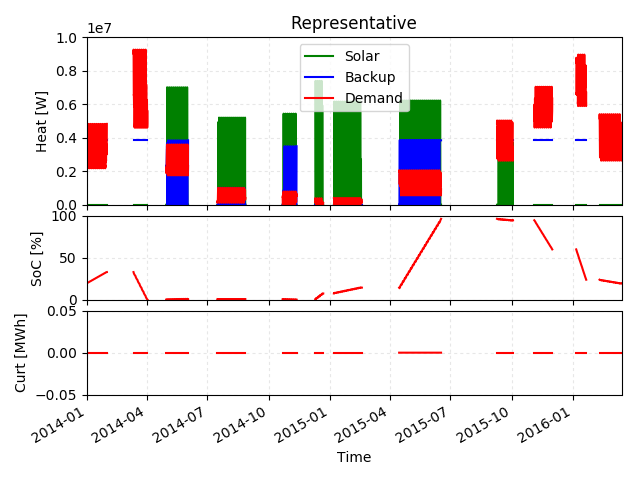 Representative
1e7
Heat [W]
1.0
0.8
0.6
0.4
0.2
0.0
Solar
Backup
Demand
SoC [%]
100
50
0
Curt [MWh]
0.05
0.00
−0.05
2014-01
2014-04
2014-07
2014-10
2015-01
2015-04
2015-07
2015-10
2016-01
Time